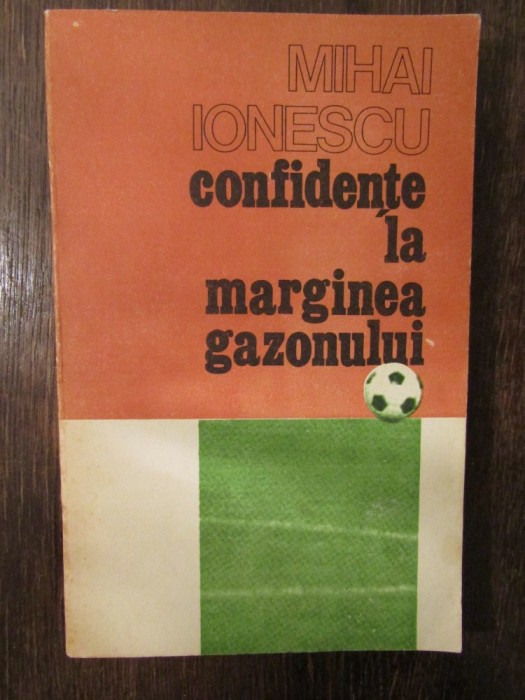 MIHAI
IONESCU
confidențe
la
marginea
gazonului